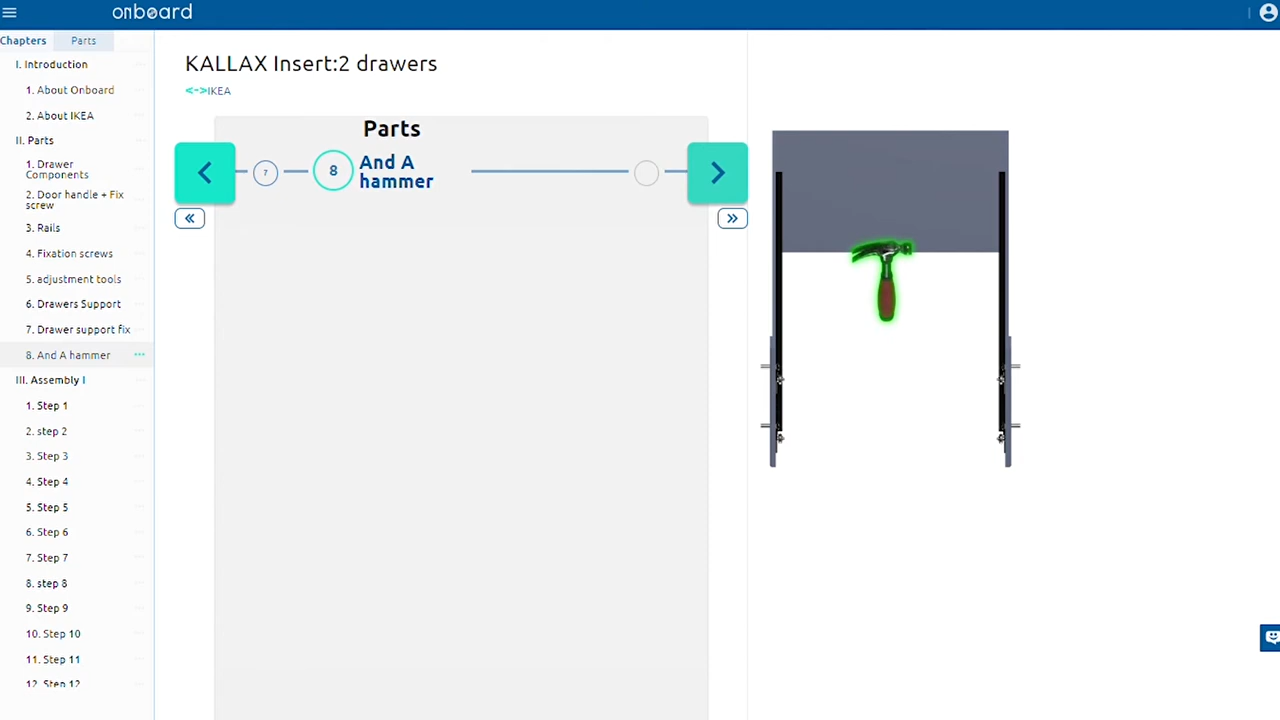 onboard
Chapters Parts
I. Introduction
1. About Onboard
2. About IKEA
II. Parts
1. Drawer
Components
2. Door handle + Fix
screw
3. Rails
4. Fixation screws
5. adjustment tools
6. Drawers Support
7. Drawer support fix
8. And A hammer
III. Assembly I
1. Step 1
2. step 2
3. Step 3
4. Step 4
5. Step 5
6. Step 6
7. Step 7
8. step 8
9. Step 9
10. Step 10
11. Step 11
12. Step 12
KALLAX Insert:2 drawers
<->IKEA
Parts
7
8
And A
hammer